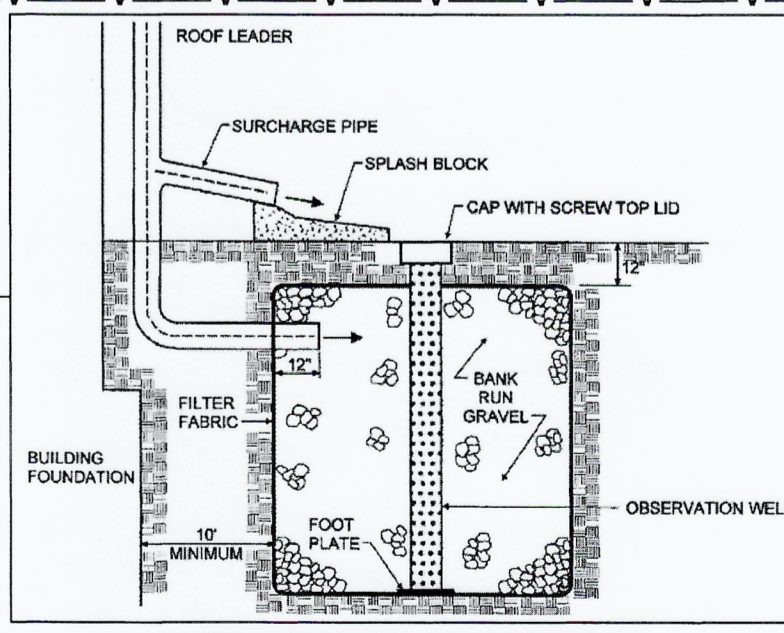 ROOF LEADER
SURCHARGE PIPE
SPLASH BLOCK
CAP WITH SCREW TOP LID
12"
12"
BANK
RUN
GRAVEL
FILTER
FABRIC
BUILDING
FOUNDATION
OBSERVATION WEL
FOOT
PLATE
10'
MINIMUM